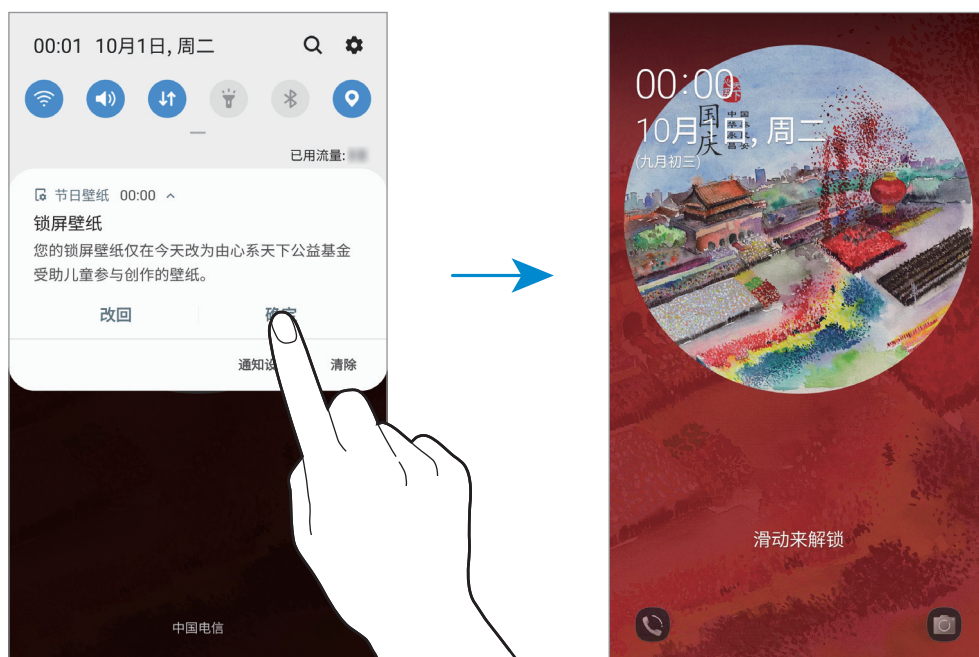 00:01 10月1日, 周二
已用流量:
节日壁纸 00:00
锁屏壁纸
您的锁屏壁纸仅在今天改为由心系天下公益基金
受助儿童参与创作的壁纸。
改回
通知设
清除
中国电信
00:00
10月1日, 周二
(九月初三)
国庆
滑动来解锁